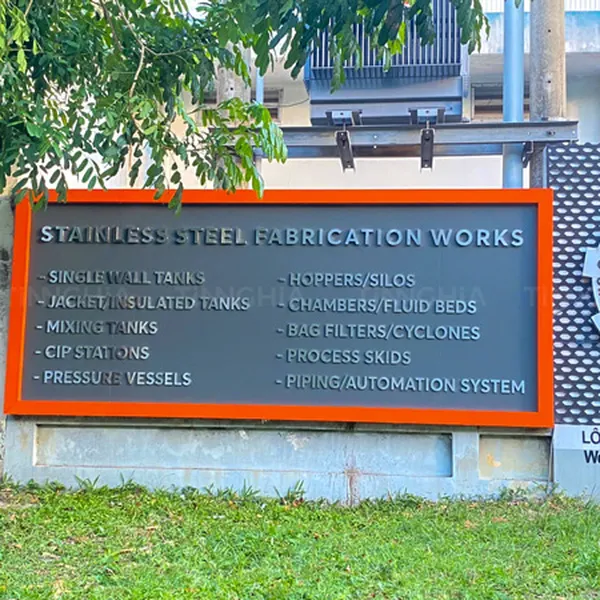 STAINLESS STEEL FABRICATION WORKS
- SINGLE WALL TANKS
- JACKET/INSULATED TANKS
- MIXING TANKS
- CIP STATIONS
- PRESSURE VESSELS
- HOPPERS/SILOS
- CHAMBERS/FLUID BEDS
- BAG FILTERS/CYCLONES
- PROCESS SKIDS
- PIPING/AUTOMATION SYSTEM
LÔ